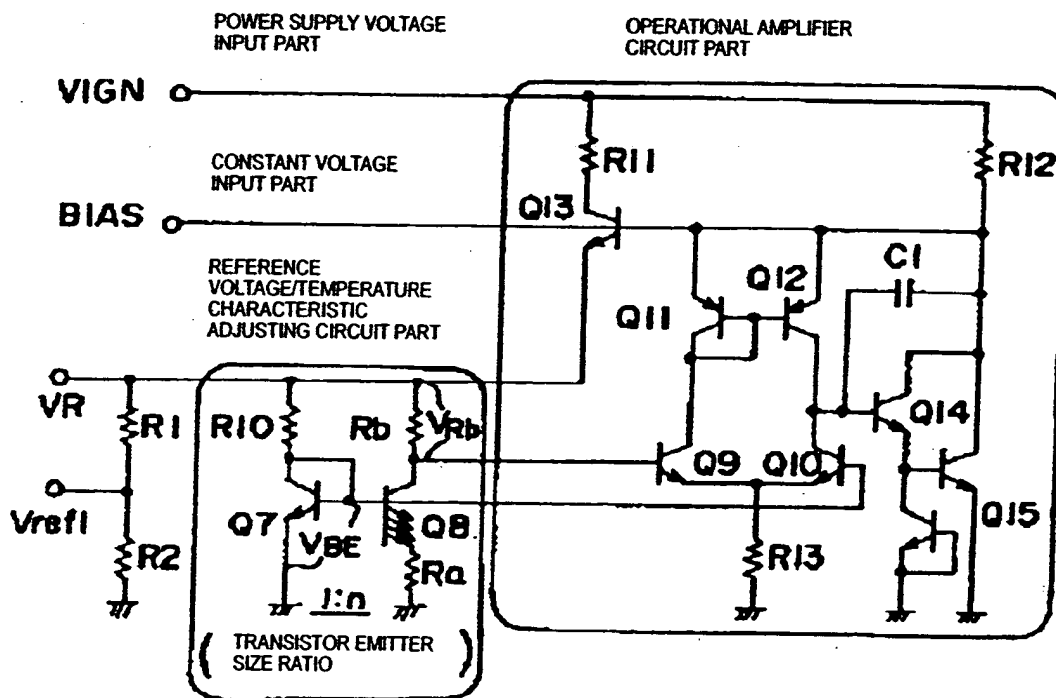 POWER SUPPLY VOLTAGE
INPUT PART
OPERATIONAL AMPLIFIER
CIRCUIT PART
VIGN
R11
R12
CONSTANT VOLTAGE
INPUT PART
BIAS
Q13
REFERENCE
VOLTAGE/TEMPERATURE
CHARACTERISTIC
ADJUSTING CIRCUIT PART
Q12
C1
Q11
VR
R1
R10
Rb
VRb
Q14
Q9
Q10
Vref1
Q7
Q8
Q15
VBE
R2
Ra
R13
1:n
( TRANSISTOR EMITTER )
SIZE RATIO